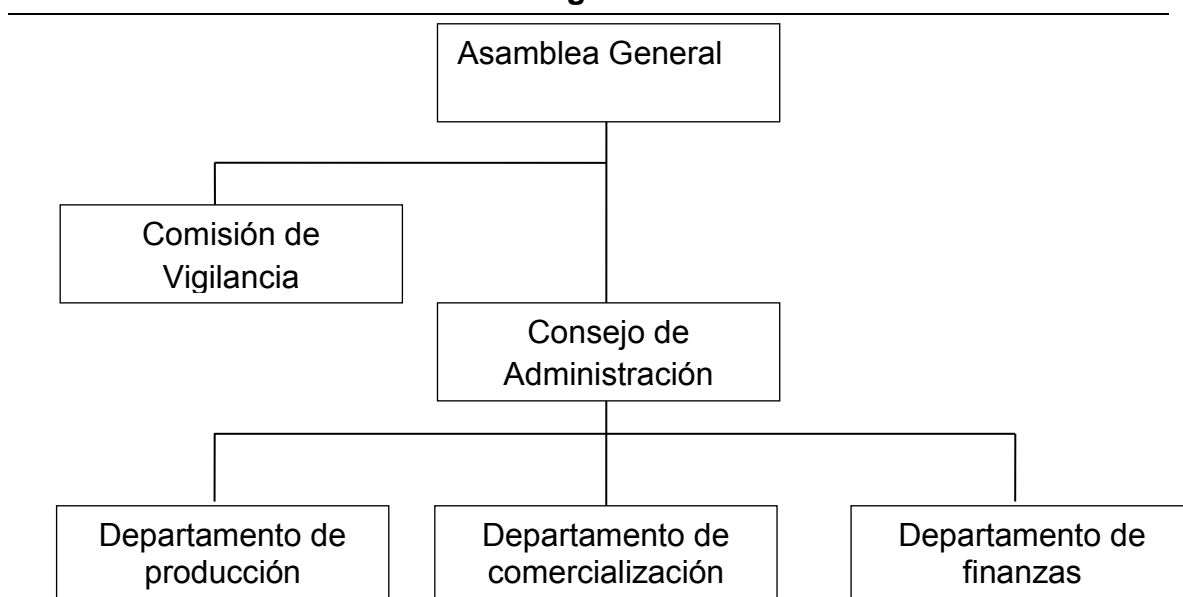 Asamblea General
Comisión de
Vigilancia
Consejo de
Administración
Departamento de
producción
Departamento de
comercialización
Departamento de
finanzas